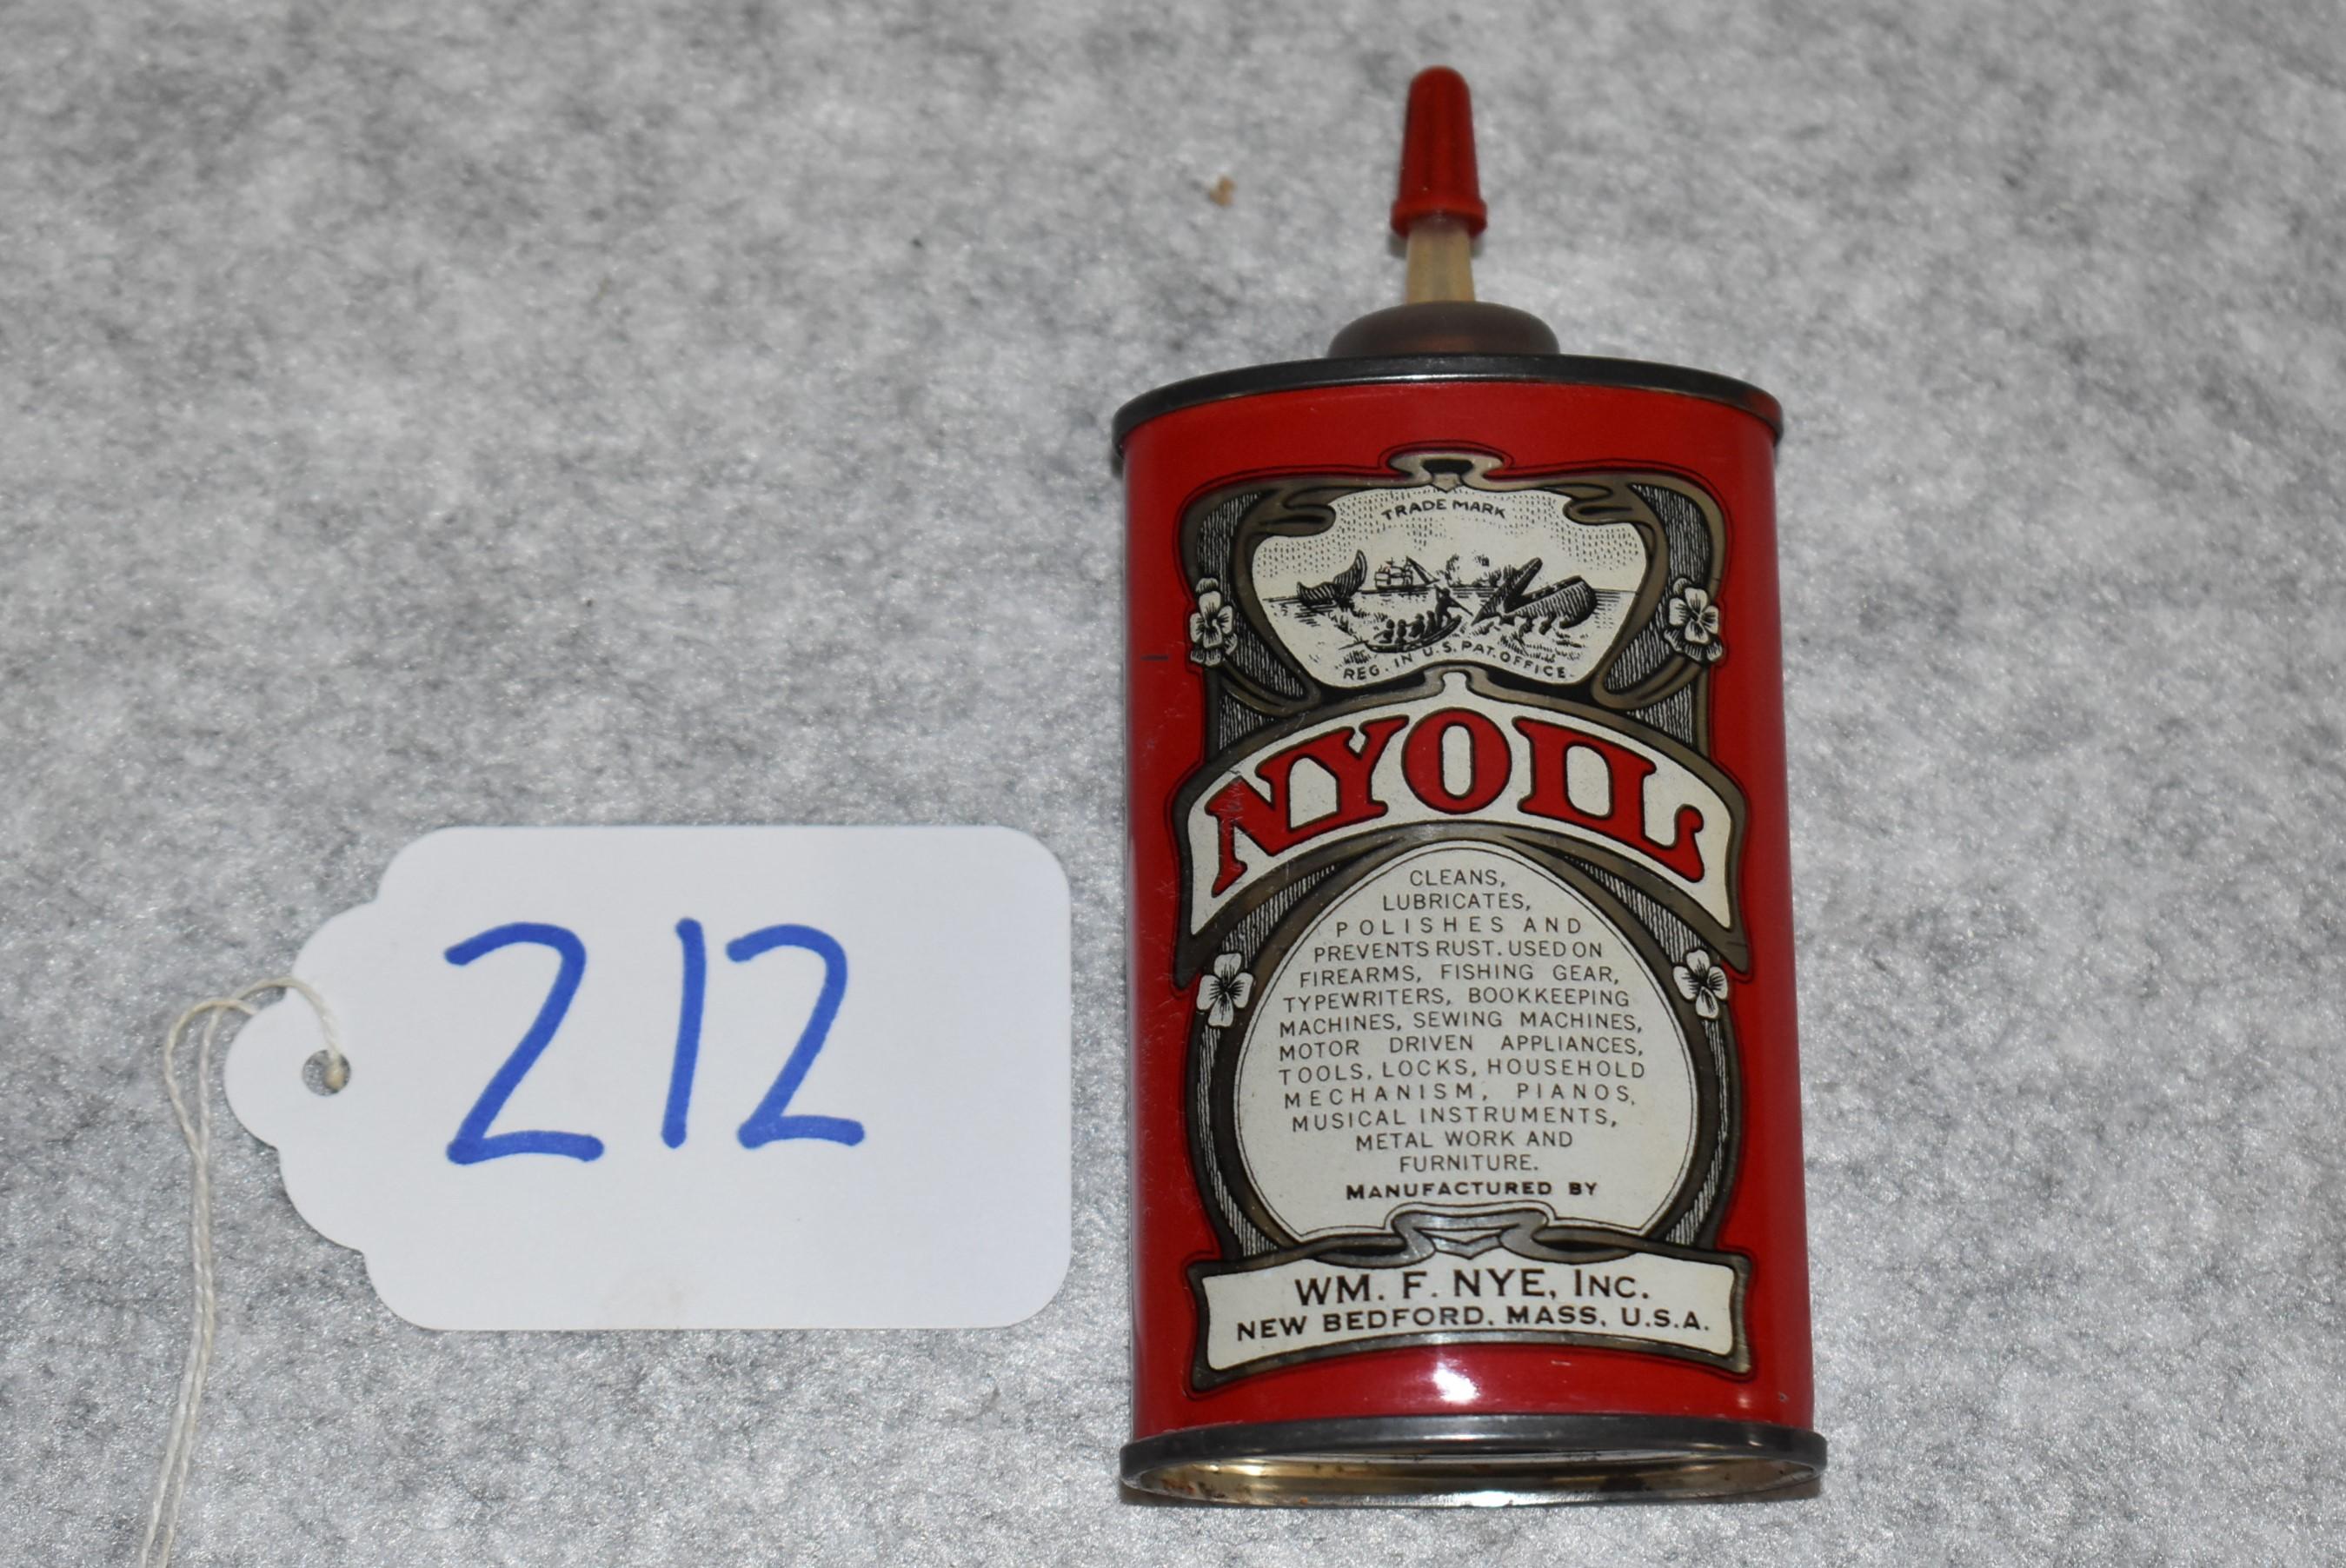 212
TRADE MARK
REG. IN U.S. PAT. OFFICE.
NYOIL
CLEANS,
LUBRICATES,
POLISHES AND
PREVENTS RUST. USED ON
FIREARMS, FISHING GEAR,
TYPEWRITERS, BOOKKEEPING
MACHINES, SEWING MACHINES,
MOTOR DRIVEN APPLIANCES,
TOOLS, LOCKS, HOUSEHOLD
MECHANISM, PIANOS,
MUSICAL INSTRUMENTS,
METAL WORK AND
FURNITURE.
MANUFACTURED BY
WM. F. NYE, INC.
NEW BEDFORD. MASS. U.S.A.